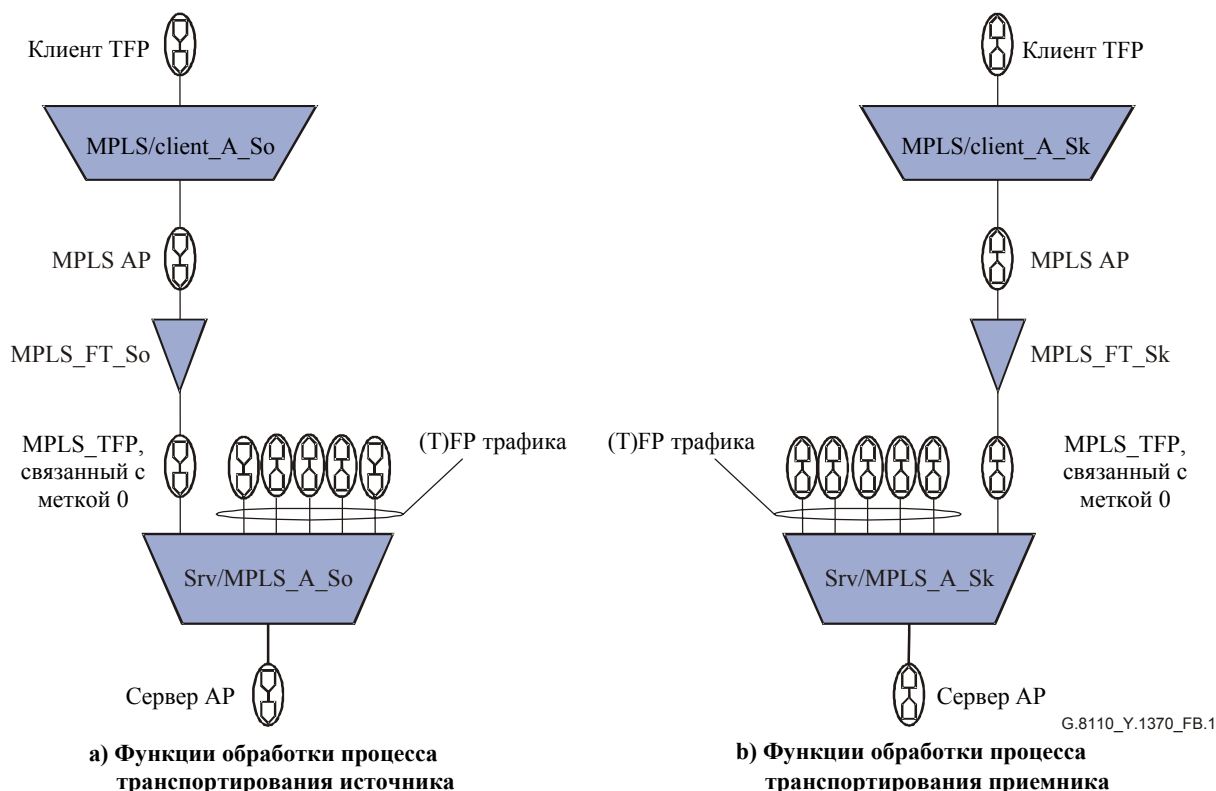 Клиент TFP
MPLS/client_A_So
MPLS AP
MPLS_FT_So
MPLS_TFP,
связанный с
меткой 0
(T)FP трафика
Srv/MPLS_A_So
Сервер AP
a) Функции обработки процесса
транспортирования источника
Клиент TFP
MPLS/client_A_Sk
MPLS AP
MPLS_FT_Sk
(T)FP трафика
MPLS_TFP,
связанный с
меткой 0
Srv/MPLS_A_Sk
Сервер AP
G.8110_Y.1370_FB.1
b) Функции обработки процесса
транспортирования приемника